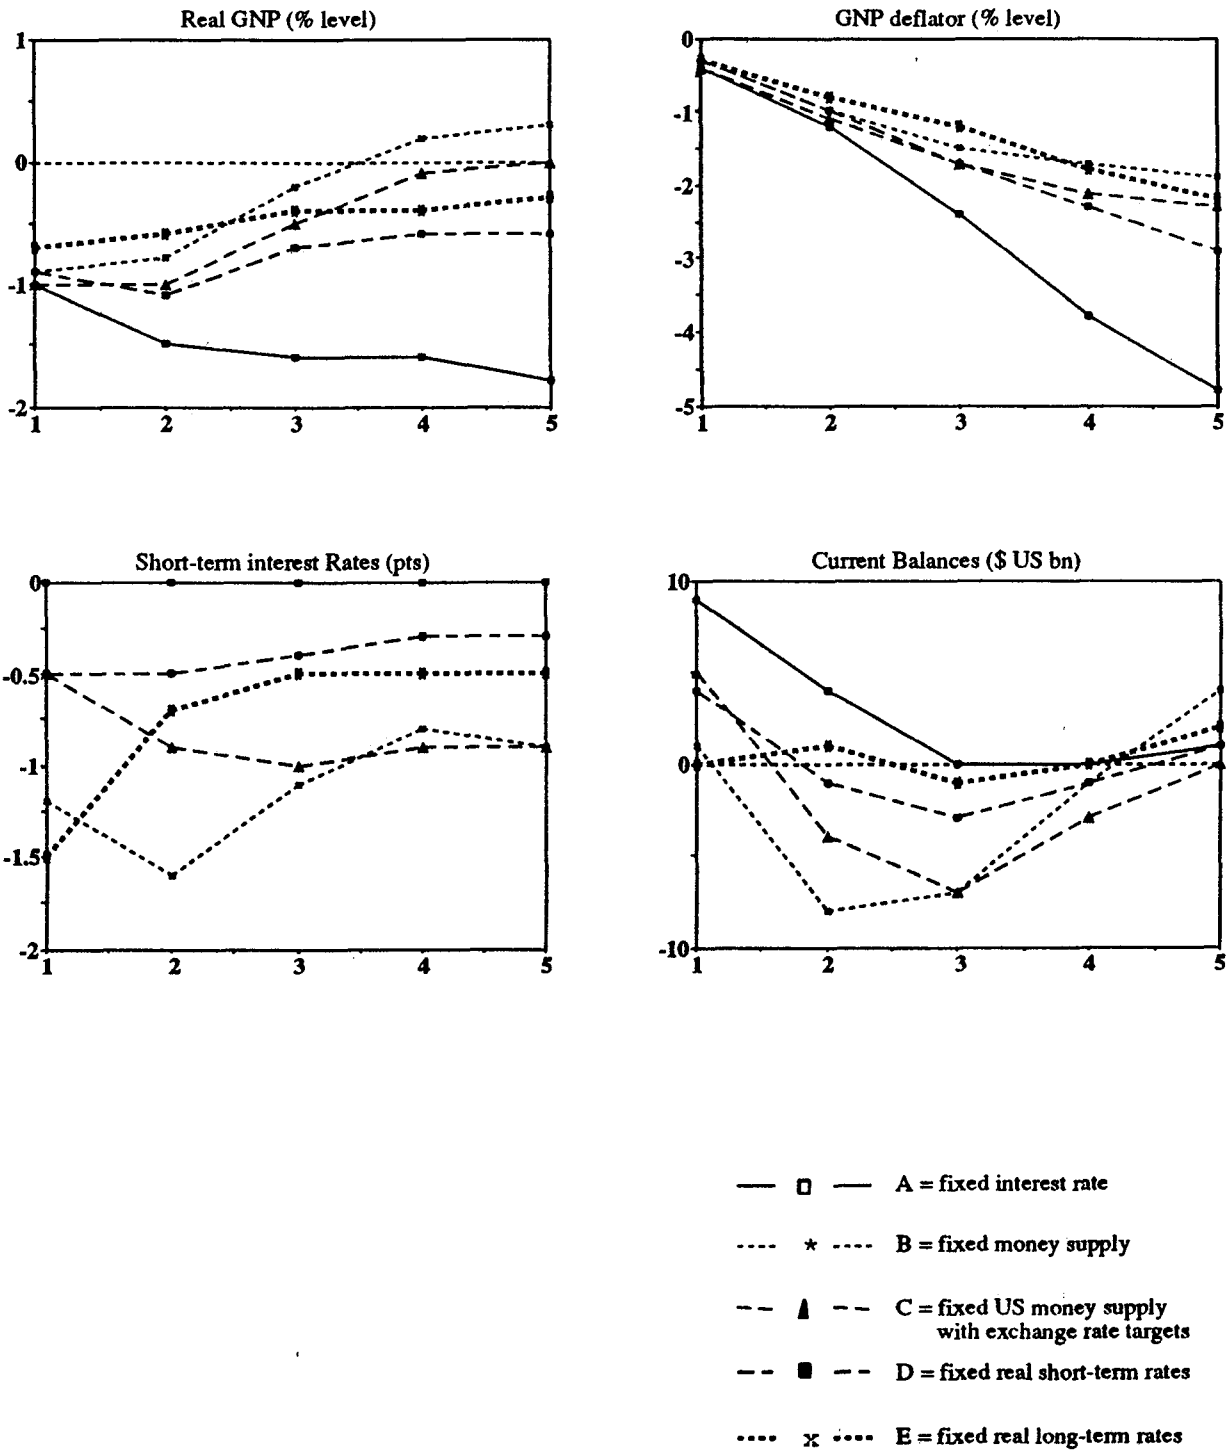 Real GNP (% level)
1
0
-1
-2
1 2 3 4 5
GNP deflator (% level)
0
-1
-2
-3
-4
-5
1 2 3 4 5
Short-term interest Rates (pts)
0
-0.5
-1
-1.5
-2
1 2 3 4 5
Current Balances ($ US bn)
10
0
-10
1 2 3 4 5
A = fixed interest rate
B = fixed money supply
C = fixed US money supply
with exchange rate targets
D = fixed real short-term rates
E = fixed real long-term rates